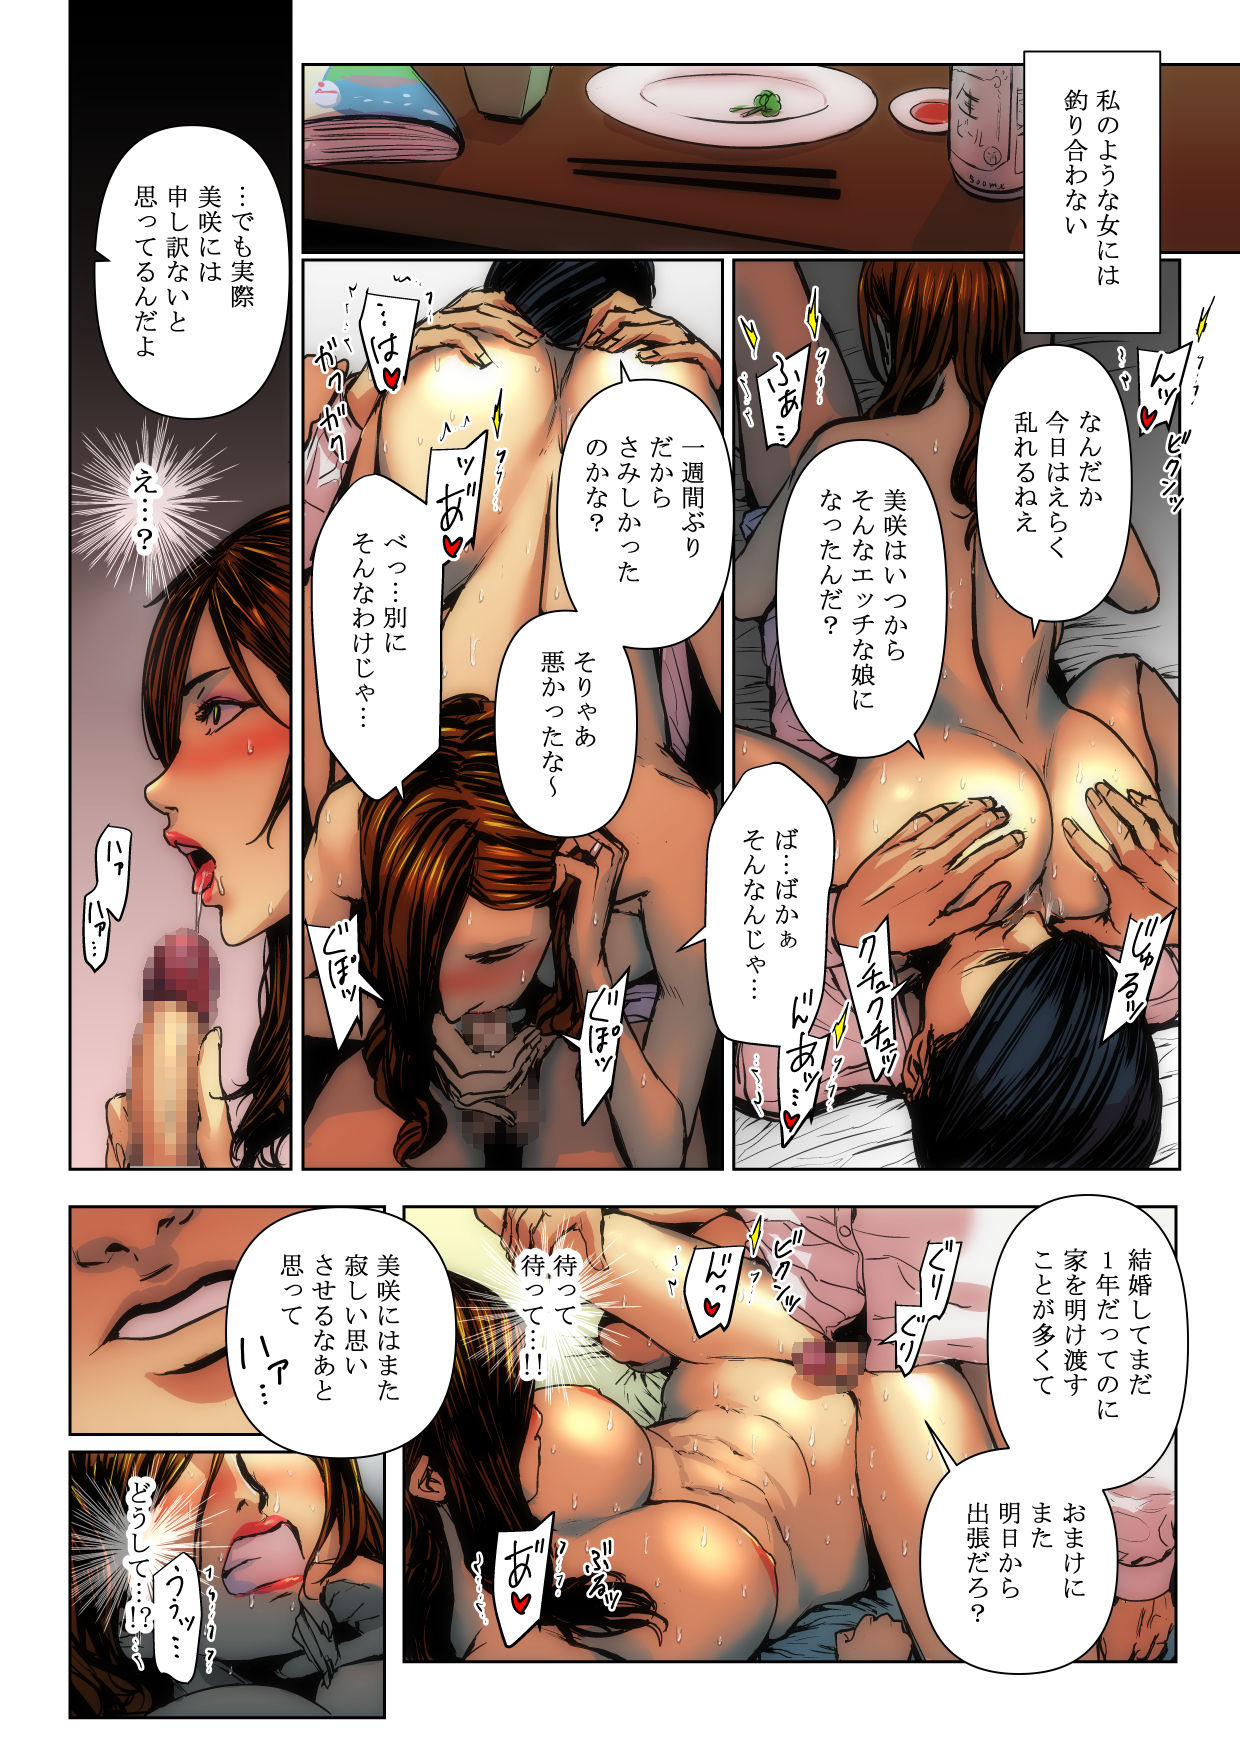 私のような女には
釣り合わない
生
ビール
500ml
なんだか
今日はえらく
乱れるねえ
んッ
ビクンッ
ふあ…
美咲はいつから
そんなエッチな娘に
なったんだ?
じゅるッ
クチュクチュッ
ば…ばかぁ
そんなんじゃ…
んあッ…
一週間ぶり
だから
さみしかった
のかな?
…は
ガクガク
あ゙ッ
そりゃあ
悪かったな~
べっ…別に
そんなわけじゃ…
ぐぽッ
ぐぽッ
…でも実際
美咲には
申し訳ないと
思ってるんだよ
え…?
ハァ
ハァ…
結婚してまだ
1年だってのに
家を明け渡す
ことが多くて
おまけに
また
明日から
出張だろ?
ぐりぐり
ビクンッ
んっ
待って
待って…!!
あ゙
ぶるッ
美咲にはまた
寂しい思い
させるなあと
思って
ハァ…
どうして…!?
うぅッ…